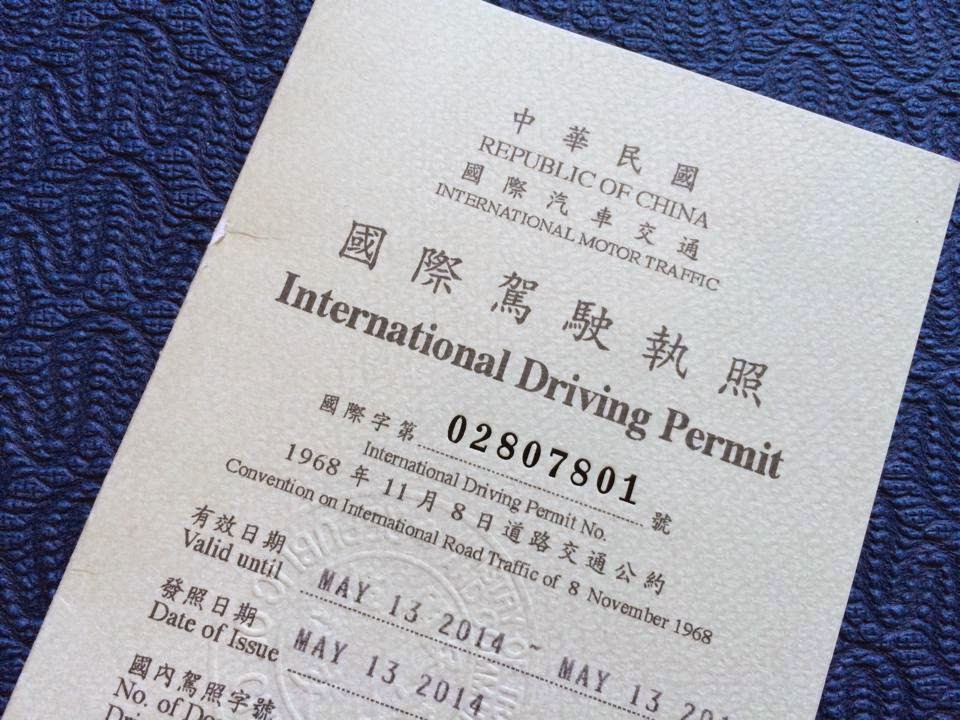 中華民國
REPUBLIC OF CHINA
國際汽車交通
INTERNATIONAL MOTOR TRAFFIC
國際駕駛執照
International Driving Permit
國際字第 02807801 號
International Driving Permit No.
1968 年 11 月 8 日道路交通公約
Convention on International Road Traffic of 8 November 1968
有效日期
Valid until MAY 13 2014 ~ MAY 13
發照日期
Date of Issue MAY 13 2014
國內駕照字號
No. of